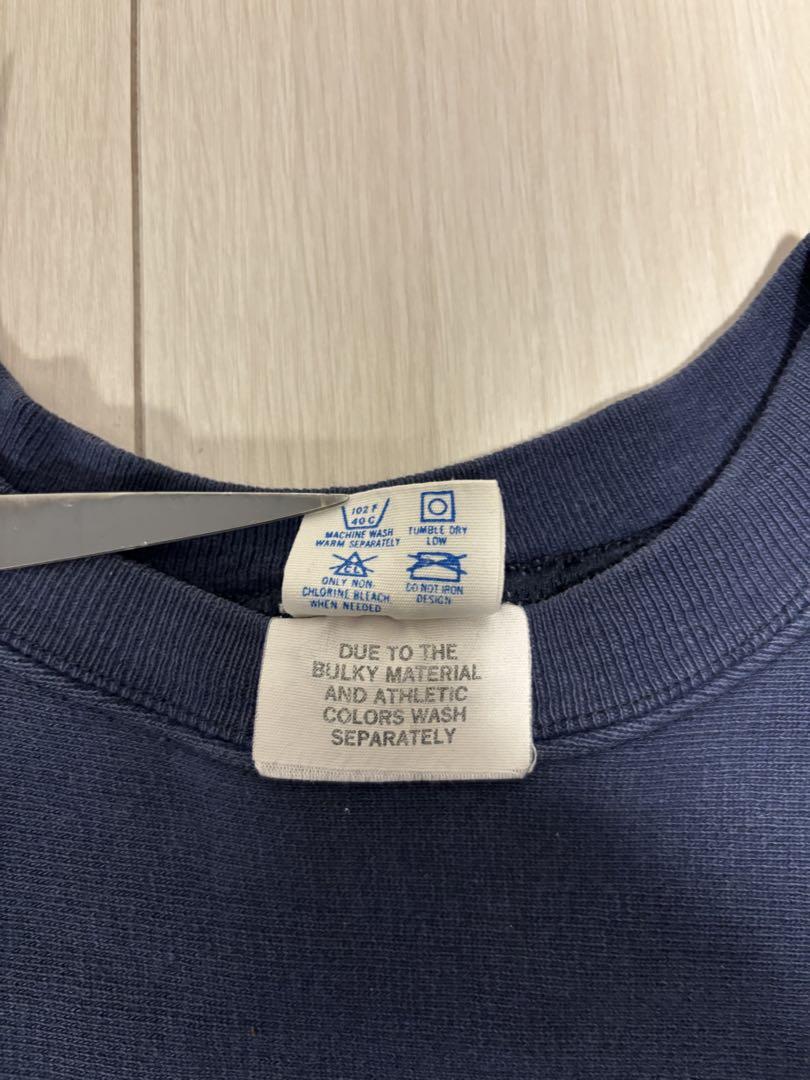 102 F
40 C
MACHINE WASH
WARM SEPARATELY
TUMBLE DRY
LOW
CL
ONLY NON
CHLORINE BLEACH
WHEN NEEDED
DO NOT IRON
DESIGN
DUE TO THE
BULKY MATERIAL
AND ATHLETIC
COLORS WASH
SEPARATELY